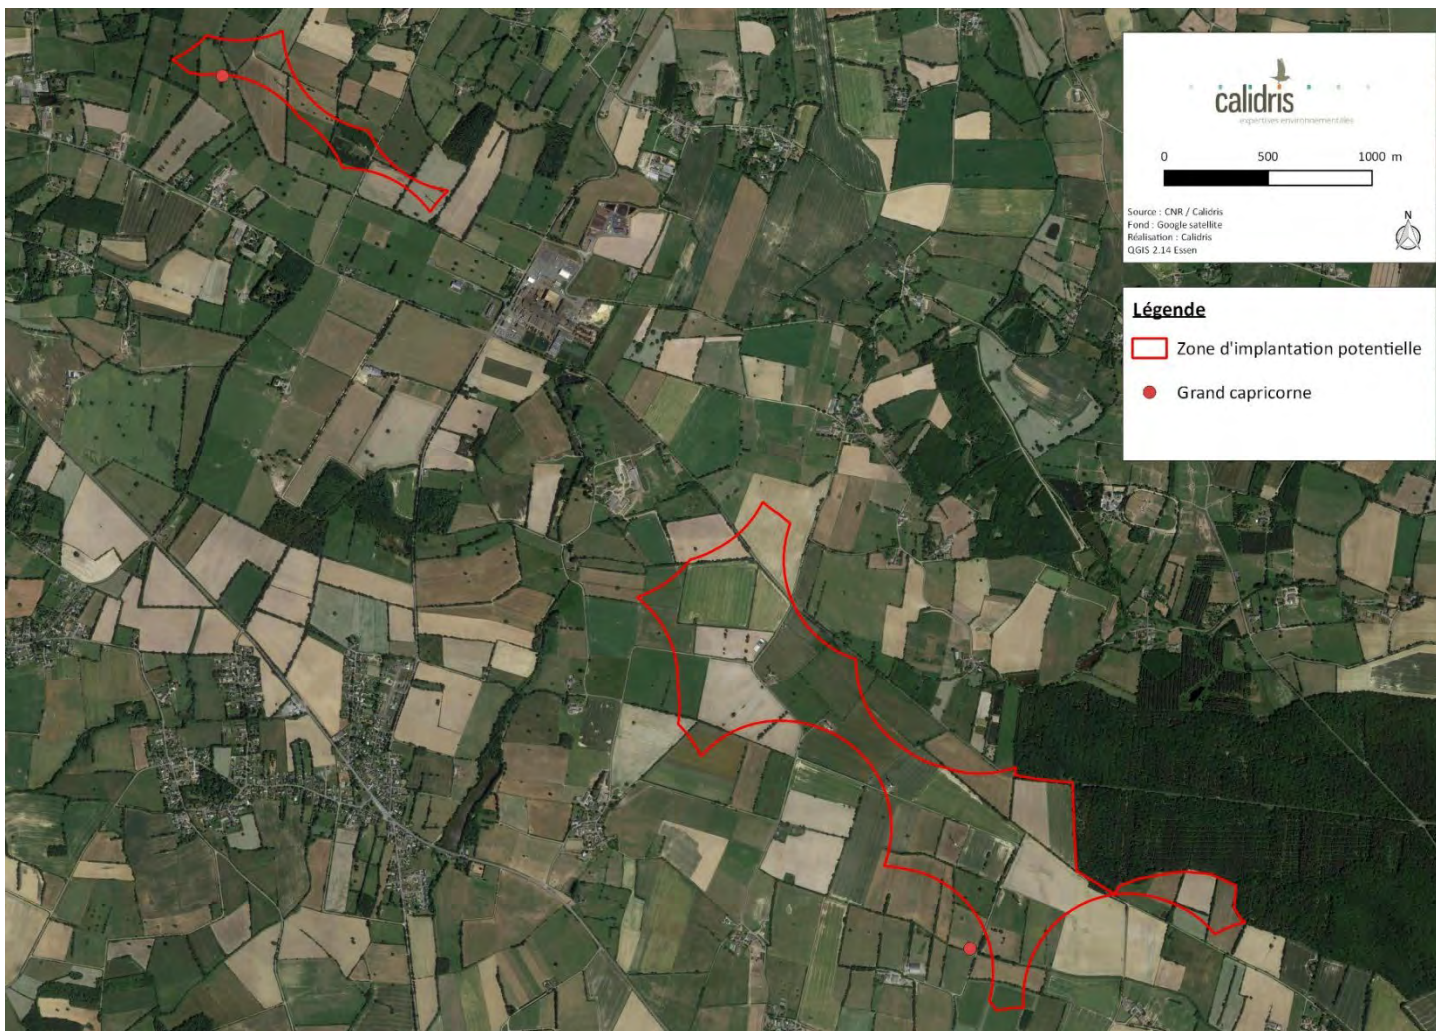 calidris
expertises environnementales
0 500 1000 m
Source : CNR / Calidris
Fond : Google satellite
Réalisation : Calidris
QGIS 2.14 Essen
N
Légende
Zone d'implantation potentielle
Grand capricorne